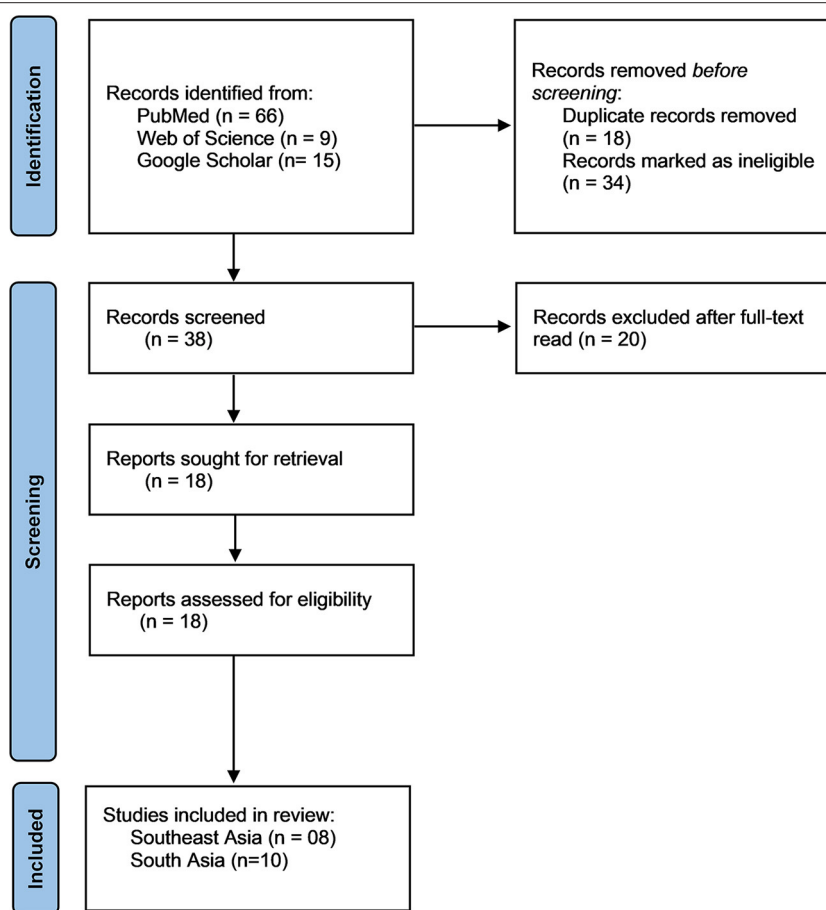 Identification
Records identified from:
PubMed (n = 66)
Web of Science (n = 9)
Google Scholar (n= 15)
Records removed before
screening:
Duplicate records removed
(n = 18)
Records marked as ineligible
(n = 34)
Screening
Records screened
(n = 38)
Records excluded after full-text
read (n = 20)
Reports sought for retrieval
(n = 18)
Reports assessed for eligibility
(n = 18)
Included
Studies included in review:
Southeast Asia (n = 08)
South Asia (n=10)